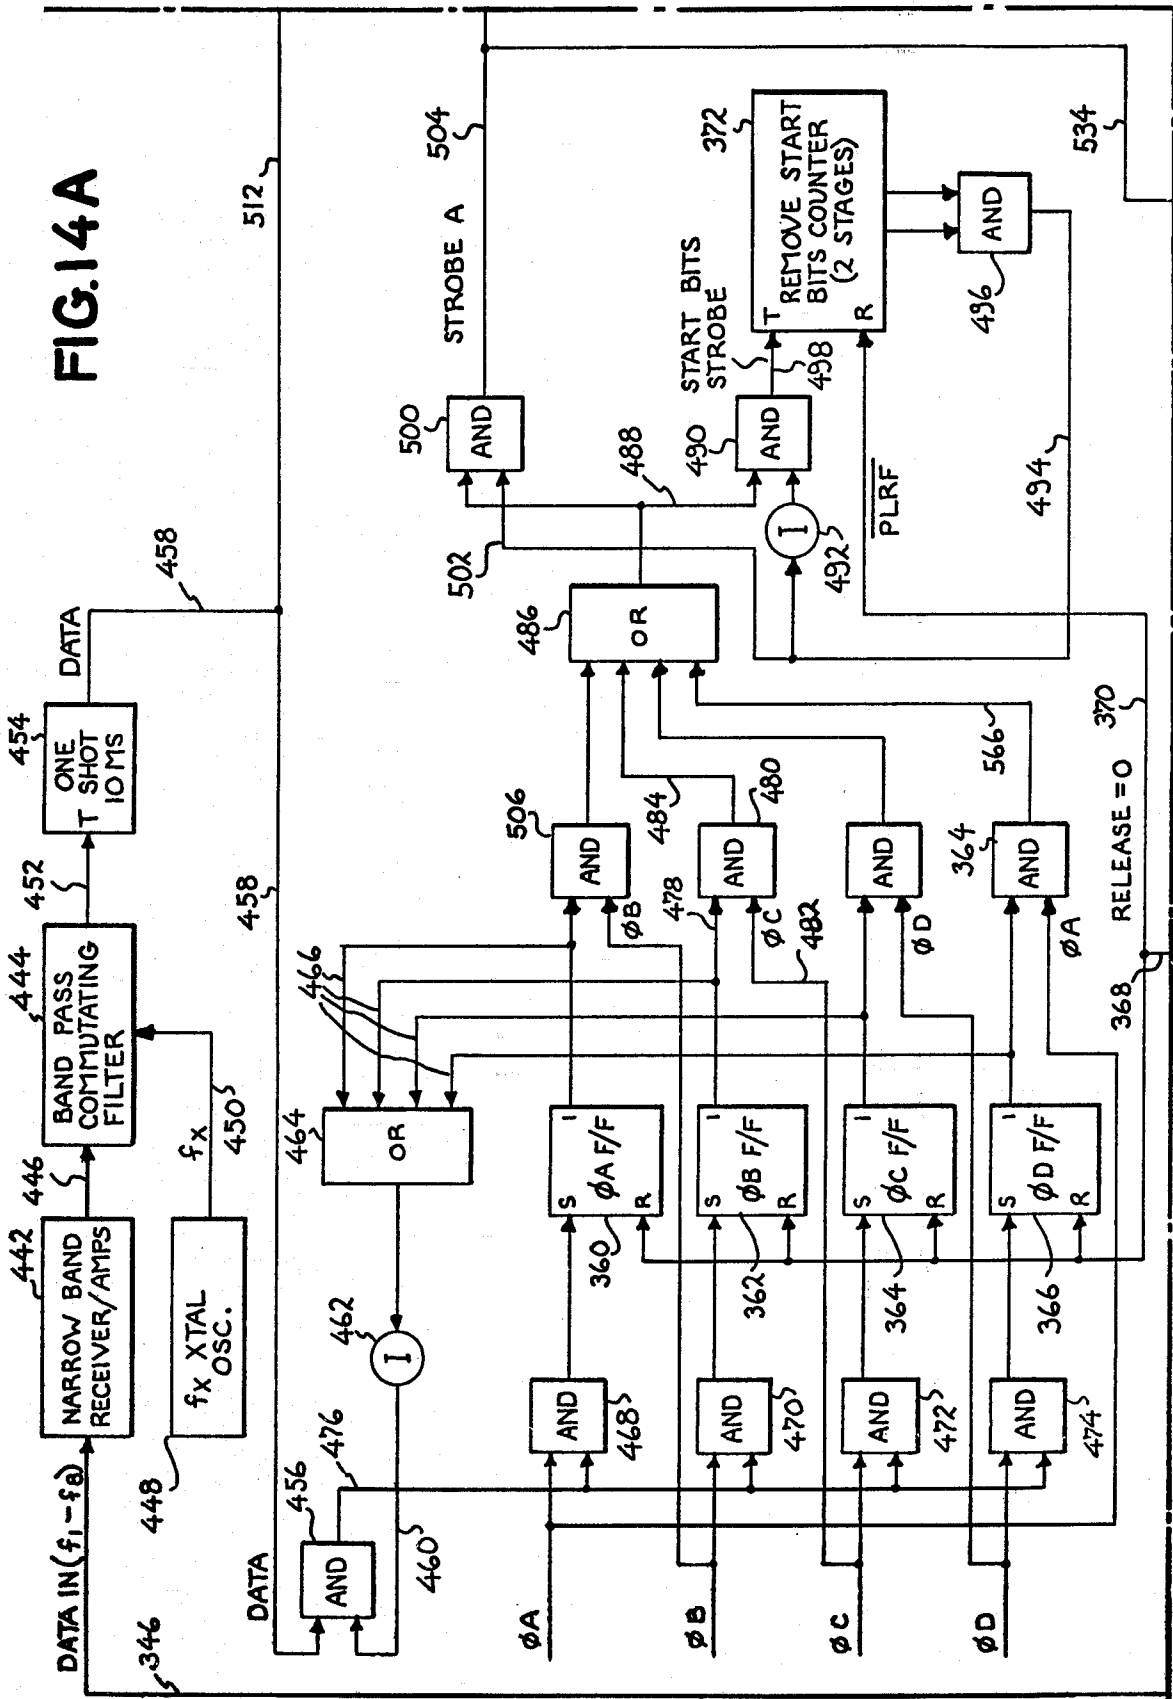 FIG.14A
DATA IN (f1-f8)
346
442
NARROW BAND
RECEIVER/AMPS
446
444
BAND PASS
COMMUTATING
FILTER
452
454
T ONE
SHOT
10 MS
DATA
458
448
fx XTAL
OSC.
fx
450
458
512
DATA
456
AND
476
460
462
I
464
OR
466
STROBE A
504
500
AND
502
488
ØA
ØB
ØC
ØD
AND
468
AND
470
AND
472
AND
474
S
1
ØA F/F
R
360
S
1
ØB F/F
R
362
S
1
ØC F/F
R
364
S
1
ØD F/F
R
366
506
AND
ØB
478
AND
480
ØC
482
484
AND
ØD
364
AND
ØA
566
486
OR
490
AND
START BITS
STROBE
498
I
492
PLRF
494
372
T
REMOVE START
BITS COUNTER
(2 STAGES)
R
AND
496
534
368
RELEASE = 0
370